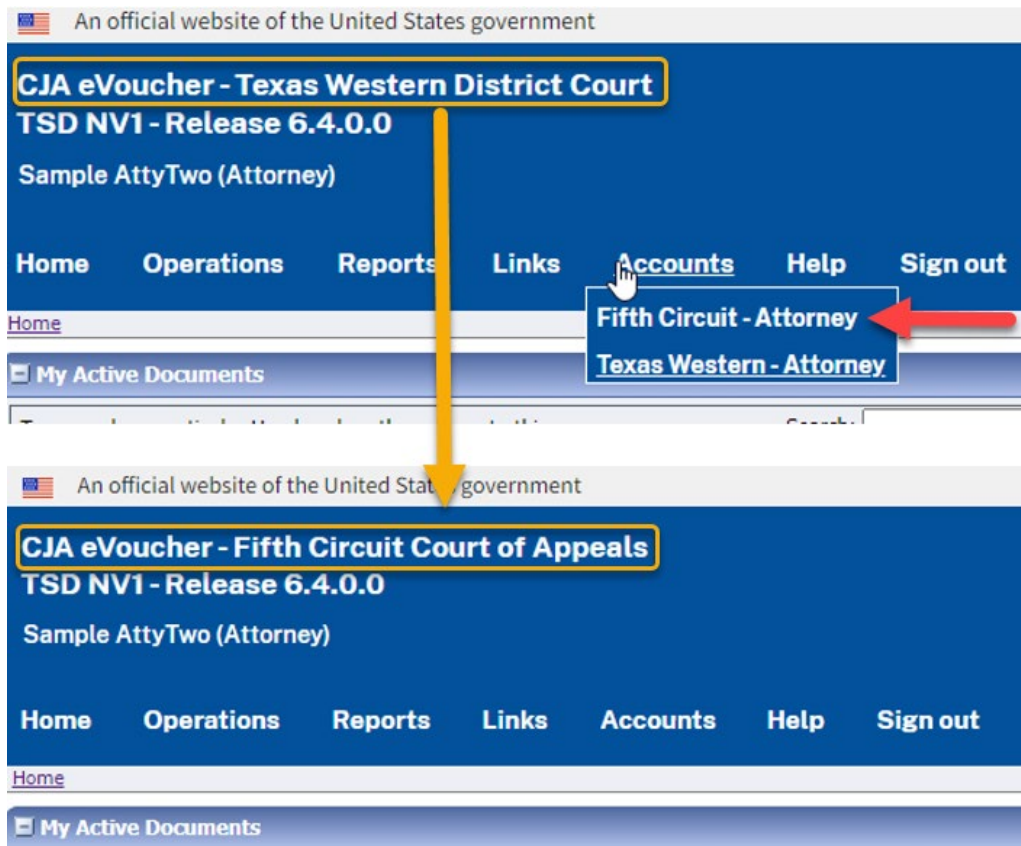 An official website of the United States government
CJA eVoucher - Texas Western District Court
TSD NV1 - Release 6.4.0.0
Sample AttyTwo (Attorney)
Home Operations Reports Links Accounts Help Sign out
Fifth Circuit - Attorney
Home
Texas Western - Attorney
My Active Documents
An official website of the United States government
CJA eVoucher - Fifth Circuit Court of Appeals
TSD NV1 - Release 6.4.0.0
Sample AttyTwo (Attorney)
Home Operations Reports Links Accounts Help Sign out
Home
My Active Documents